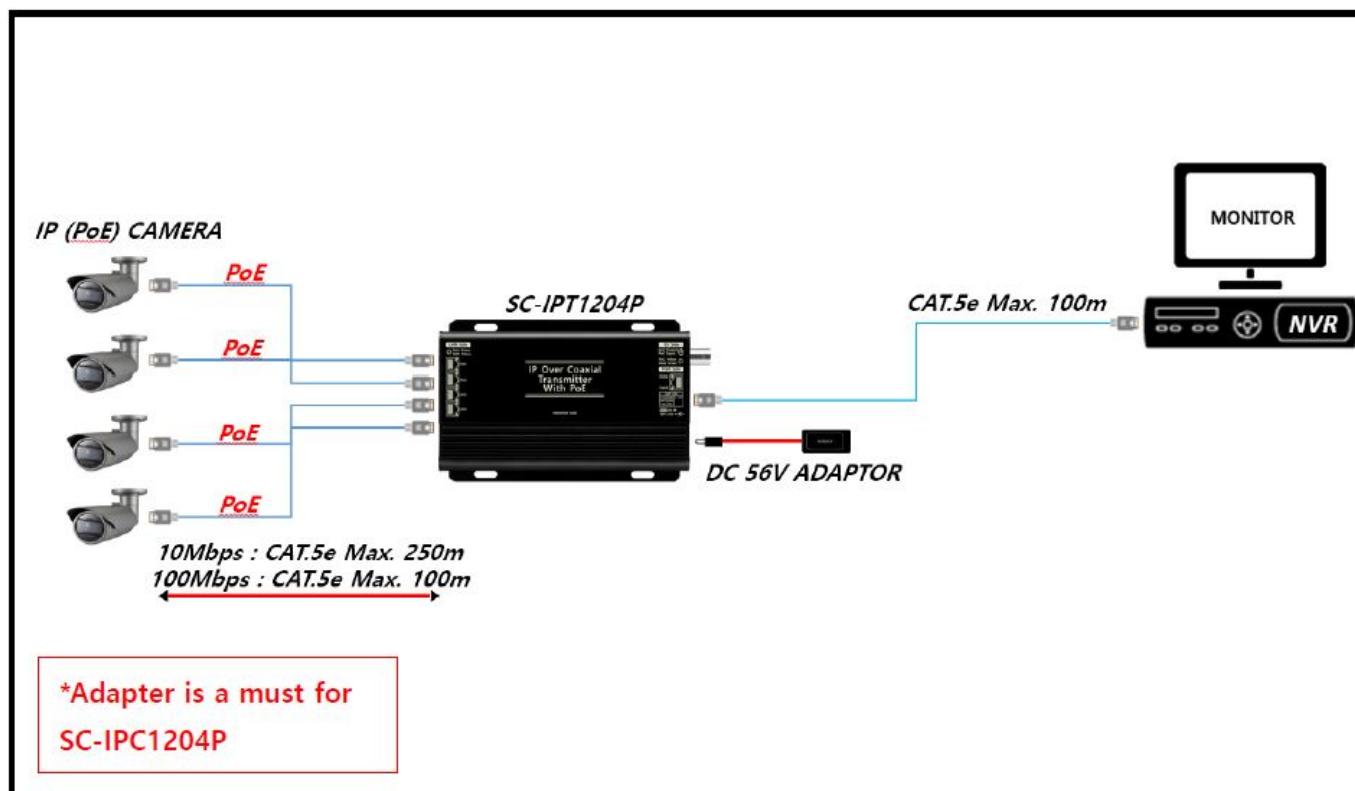 IP (PoE) CAMERA
PoE
PoE
PoE
PoE
10Mbps : CAT.5e Max. 250m
100Mbps : CAT.5e Max. 100m
SC-IPT1204P
IP Over Coaxial
Transmitter
With PoE
DC 56V ADAPTOR
CAT.5e Max. 100m
MONITOR
NVR
*Adapter is a must for
SC-IPC1204P